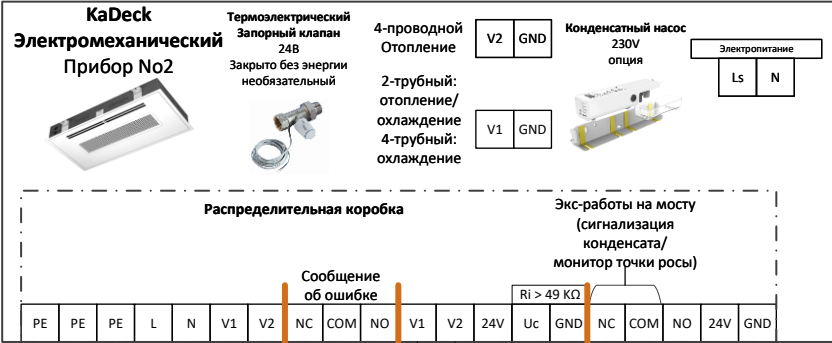 KaDeck
Электромеханический
Прибор No2
Термоэлектрический
Запорный клапан
24В
Закрыто без энергии
необязательный
4-проводной
Отопление
V2 GND
2-трубный:
отопление/
охлаждение
4-трубный:
охлаждение
V1 GND
Конденсатный насос
230V
опция
Электропитание
Ls N
Распределительная коробка
Экс-работы на мосту
(сигнализация
конденсата/
монитор точки росы)
Сообщение
об ошибке
Ri > 49 KΩ
PE PE PE L N V1 V2 NC COM NO V1 V2 24V Uc GND NC COM NO 24V GND